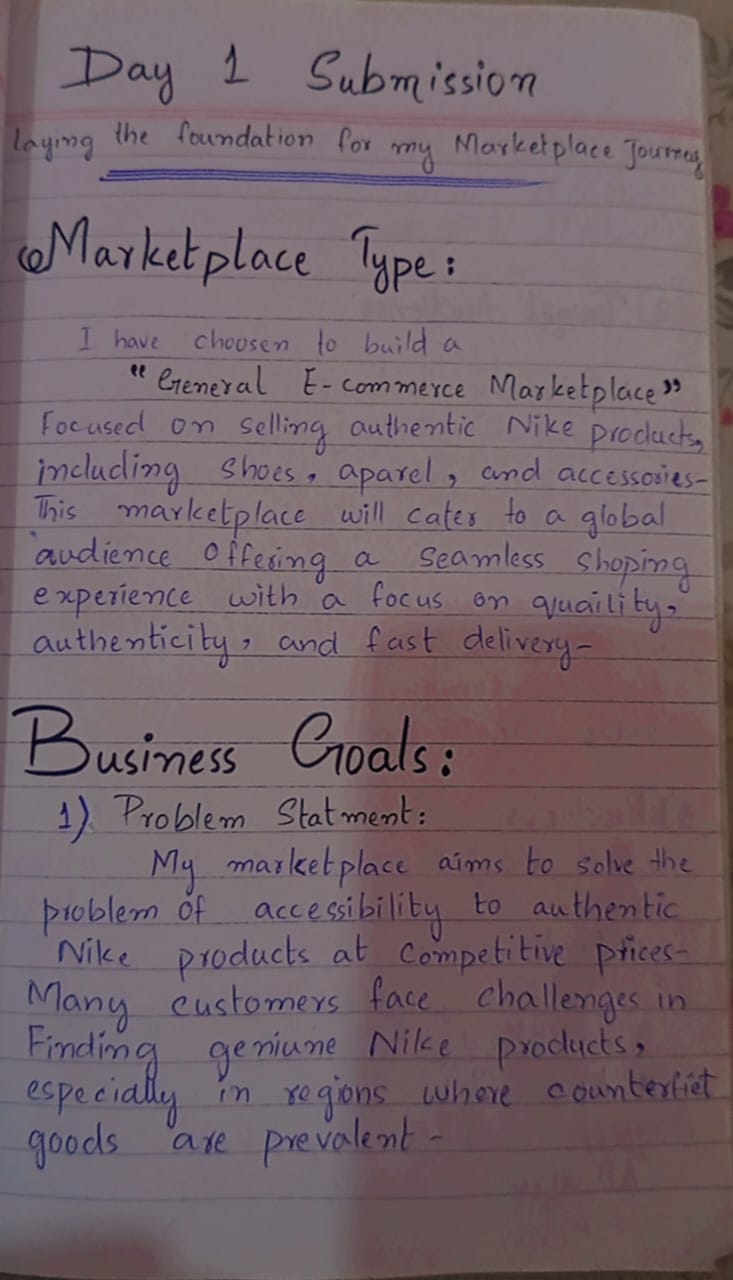 Day 1 Submission
laying the foundation for my Marketplace Journey
Marketplace Type:
I have choosen to build a
"General E-commerce Marketplace"
Focused on selling authentic Nike products,
including shoes, aparel, and accessories-
This marketplace will cater to a global
audience offering a seamless shoping
experience with a focus on quaility,
authenticity, and fast delivery-
Business Goals:
1) Problem Statment:
My marketplace aims to solve the
problem of accessibility to authentic
Nike products at competitive prices-
Many customers face challenges in
Finding geniune Nike products,
especially in regions where counterfiet
goods are prevalent-